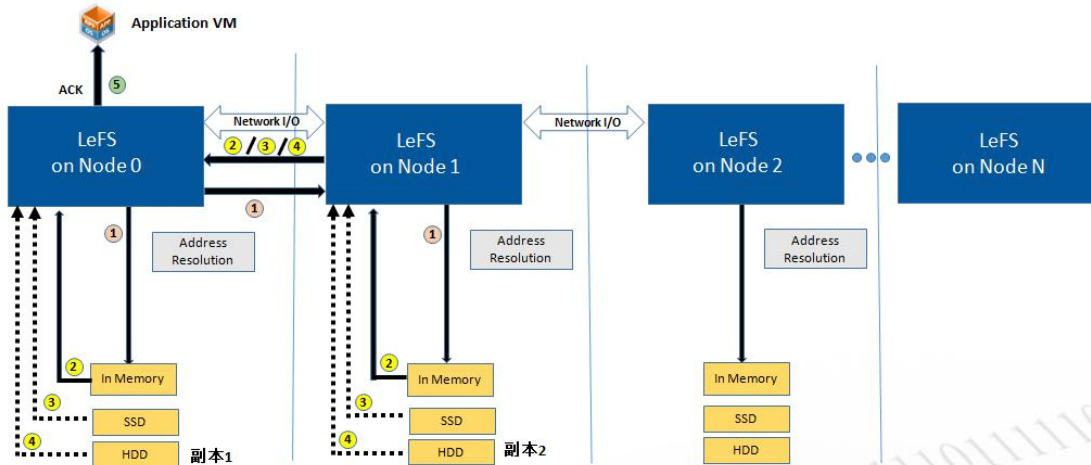 Application VM
ACK
5
Network I/O
Network I/O
LeFS
on Node 0
LeFS
on Node 1
LeFS
on Node 2
LeFS
on Node N
2 / 3 / 4
1
1
1
Address
Resolution
Address
Resolution
Address
Resolution
2
In Memory
2
In Memory
In Memory
3
SSD
3
SSD
SSD
4
HDD
副本1
4
HDD
副本2
HDD